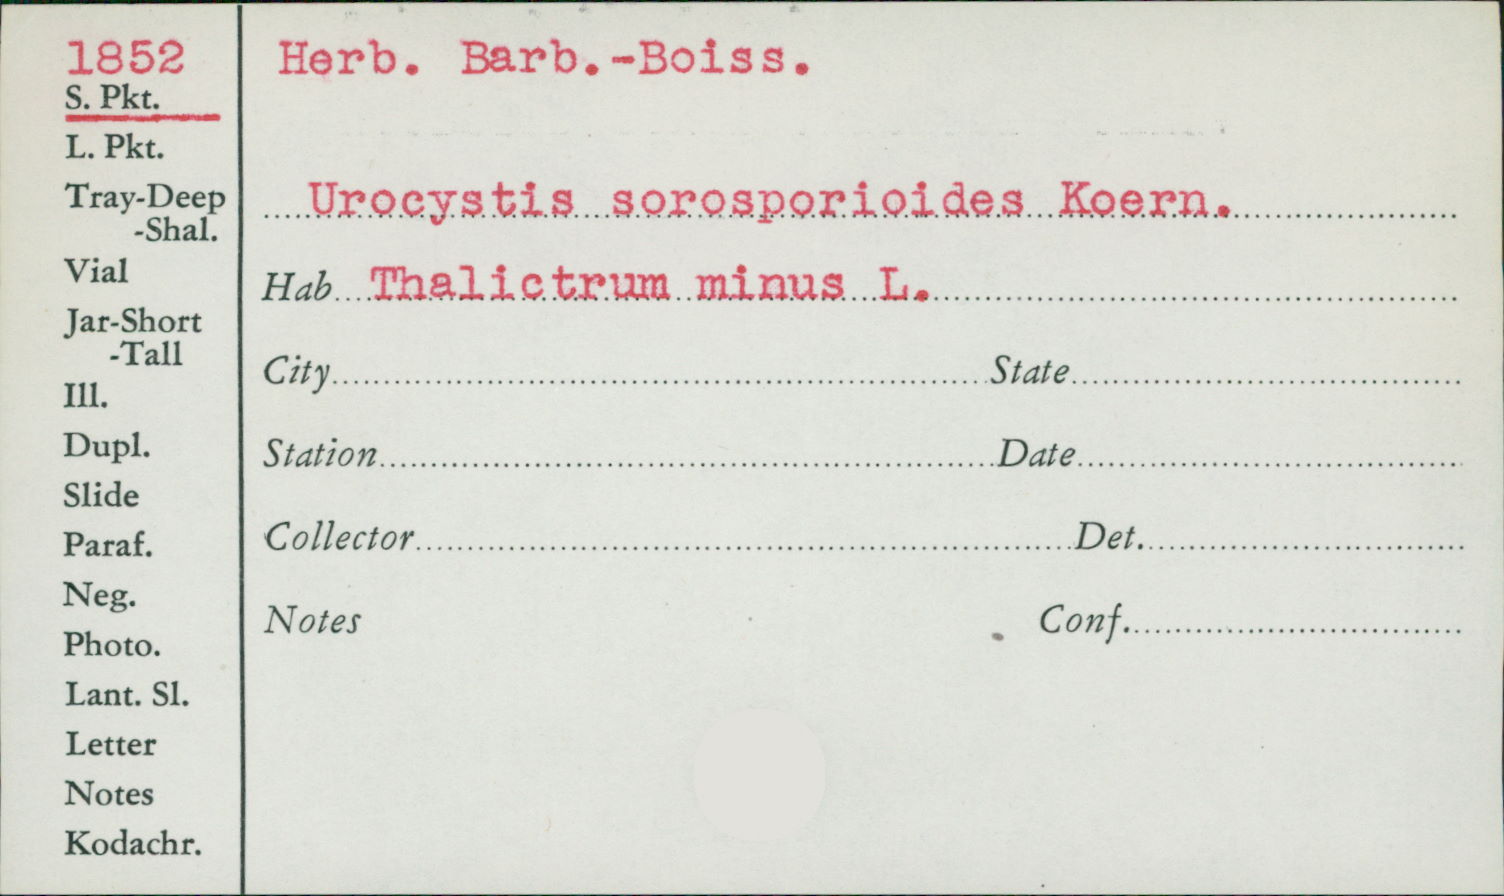 1852
S. Pkt.
L. Pkt.
Tray-Deep
-Shal.
Vial
Jar-Short
-Tall
Ill.
Dupl.
Slide
Paraf.
Neg.
Photo.
Lant. Sl.
Letter
Notes
Kodachr.
Herb. Barb.-Boiss.
Urocystis sorosporioides Koern.
Hab Thalictrum minus L.
City State
Station Date
Collector Det.
Notes Conf.